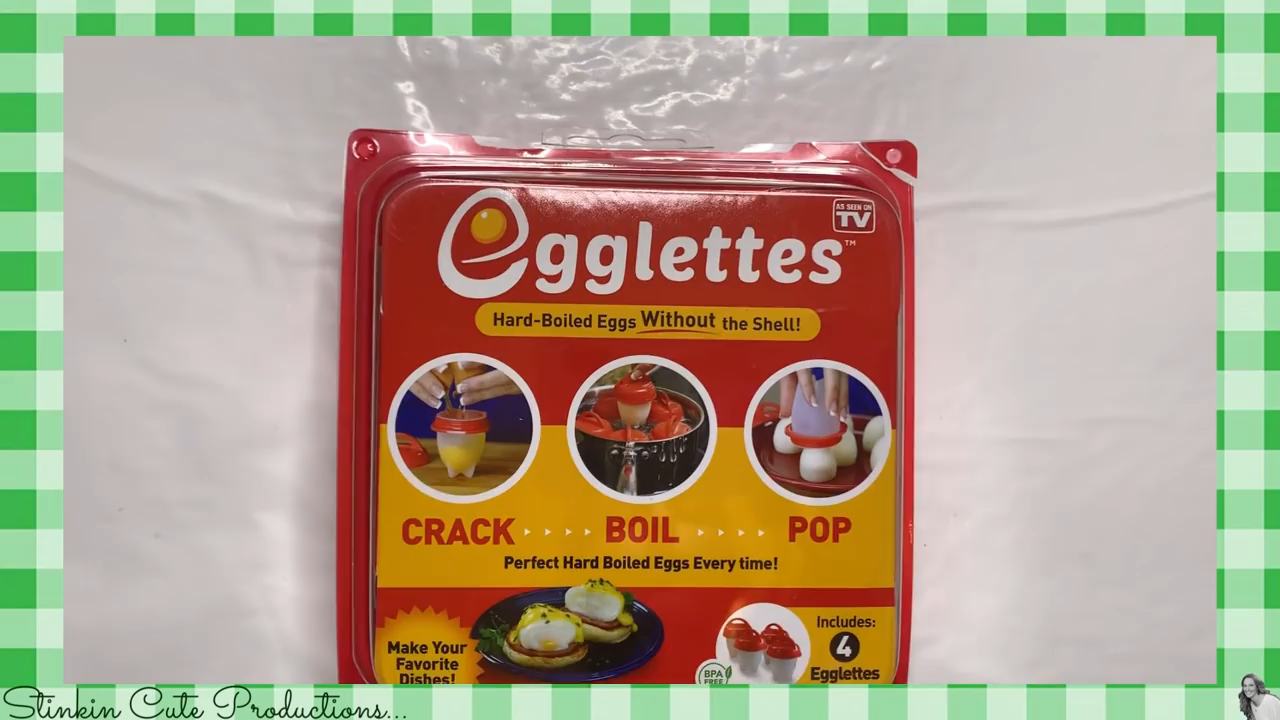 AS SEEN ON
TV
egglettes™
Hard-Boiled Eggs Without the Shell!
CRACK BOIL POP
Perfect Hard Boiled Eggs Every time!
Make Your
Favorite
Dishes!
Includes:
4
Egglettes
BPA
FREE
Stinkin Cute Productions...